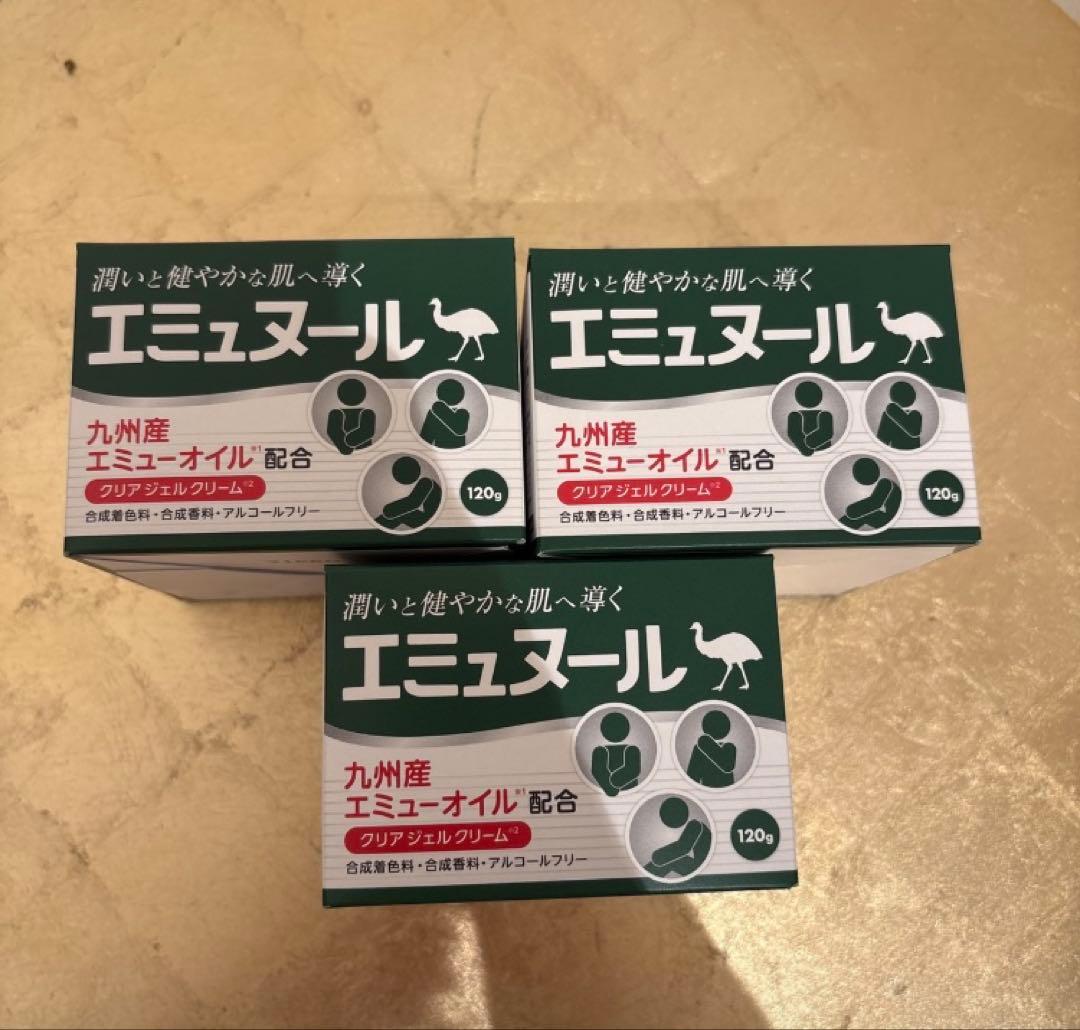 潤いと健やかな肌へ導く
エミュヌール
九州産
エミューオイル※1配合
クリアジェルクリーム※2
120g
合成着色料・合成香料・アルコールフリー
潤いと健やかな肌へ導く
エミュヌール
九州産
エミューオイル※1配合
クリアジェルクリーム※2
120g
合成着色料・合成香料・アルコールフリー
潤いと健やかな肌へ導く
エミュヌール
九州産
エミューオイル※1配合
クリアジェルクリーム※2
120g
合成着色料・合成香料・アルコールフリー